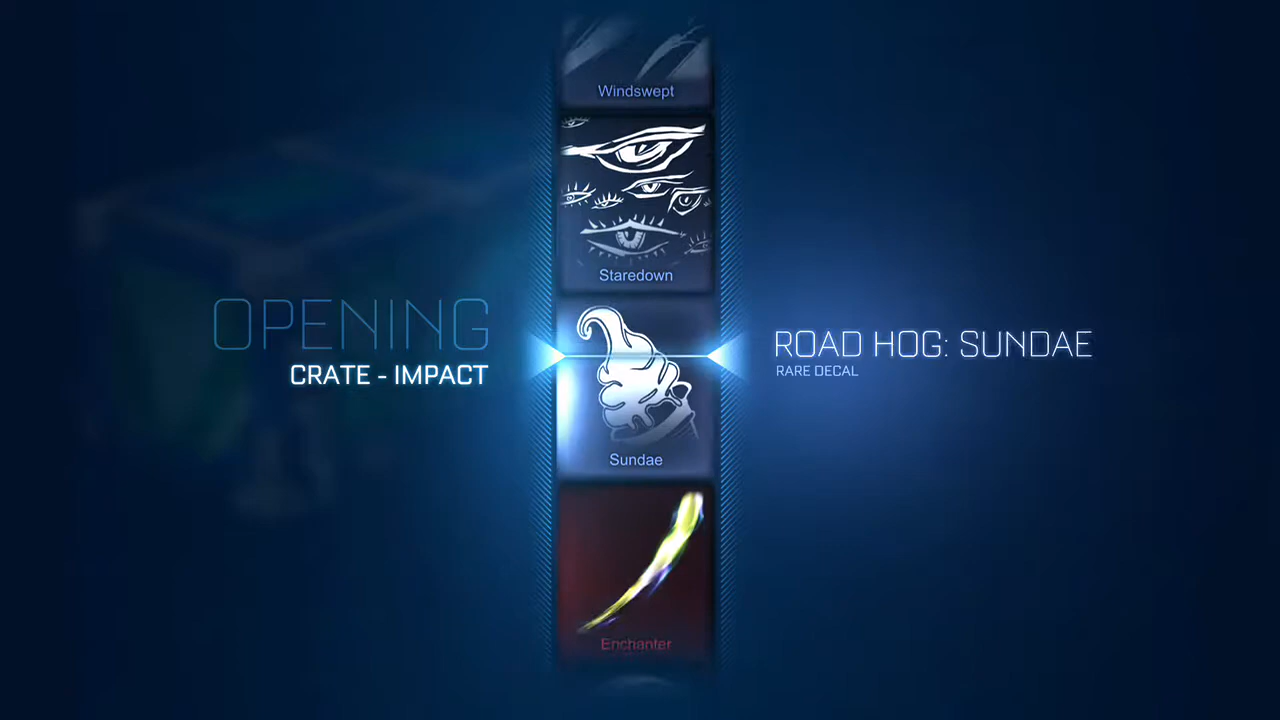 Windswept
Staredown
OPENING
CRATE - IMPACT
ROAD HOG: SUNDAE
RARE DECAL
Sundae
Enchanter